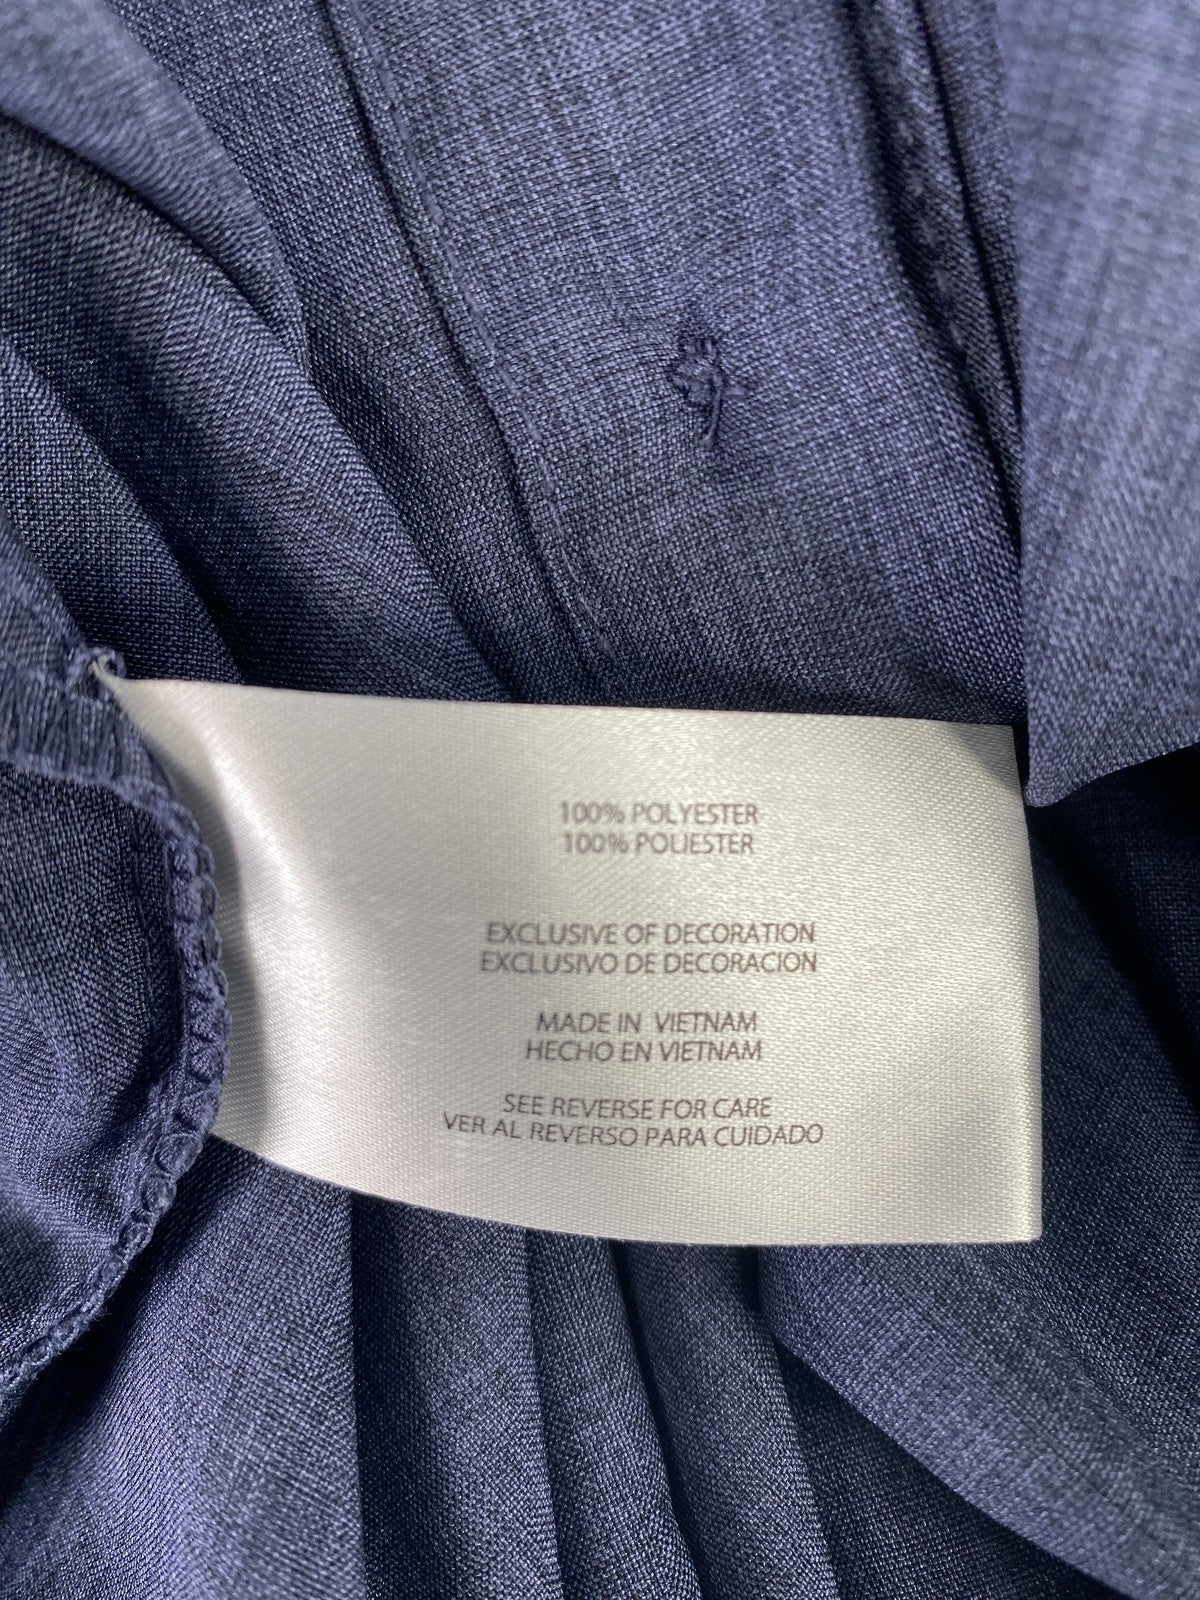 100% POLYESTER
100% POLIESTER
EXCLUSIVE OF DECORATION
EXCLUSIVO DE DECORACION
MADE IN VIETNAM
HECHO EN VIETNAM
SEE REVERSE FOR CARE
VER AL REVERSO PARA CUIDADO